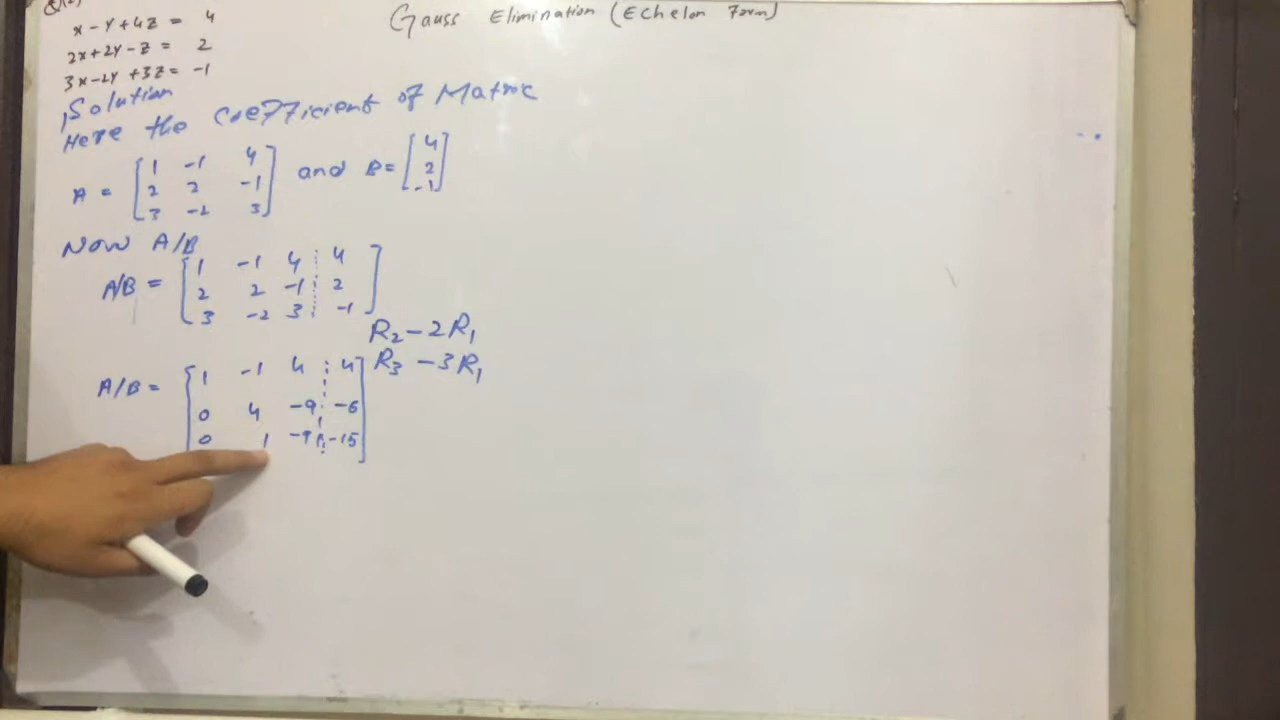 Gauss Elimination (Echelon Form)
x - y + 4z = 4
2x + 2y - z = 2
3x - 2y + 3z = -1
Solution
Here the coefficient of Matrix
A = [ 1 -1 4
2 2 -1
3 -2 3 ] and B = [ 4
2
-1 ]
Now A/B
A/B = [ 1 -1 4 : 4
2 2 -1 : 2
3 -2 3 : -1 ]
R₂ - 2R₁
R₃ - 3R₁
A/B = [ 1 -1 4 : 4
0 4 -9 : -6
0 1 -9 : -15 ]